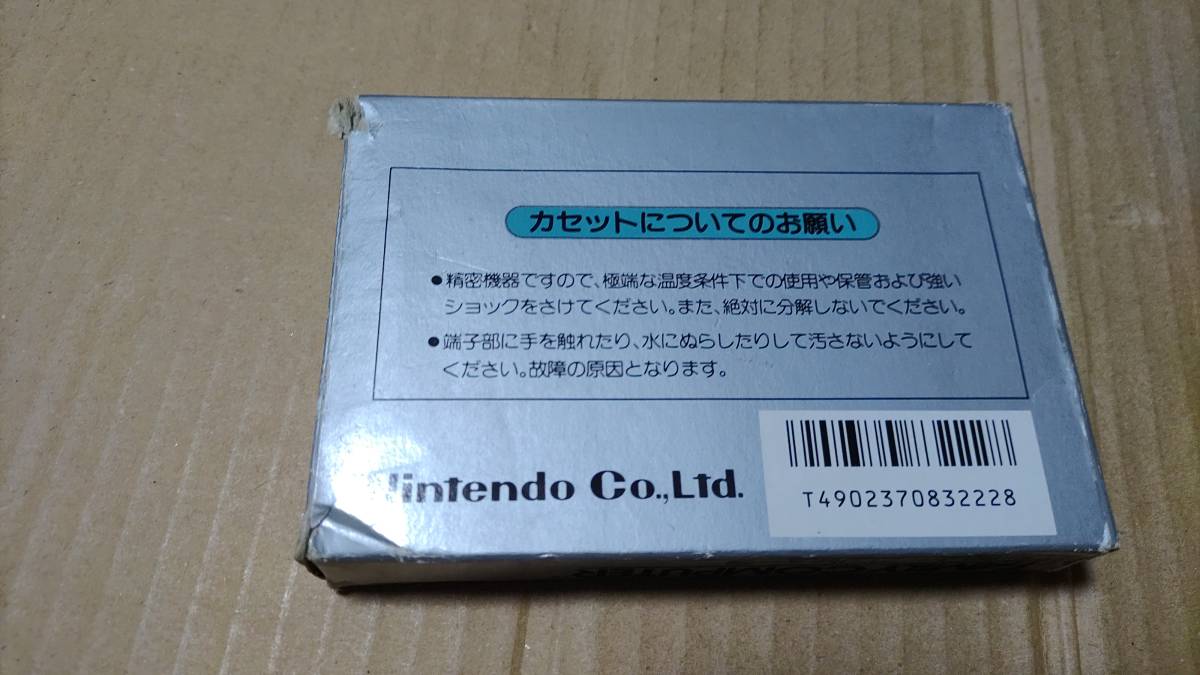 カセットについてのお願い
●精密機器ですので、極端な温度条件下での使用や保管および強い
ショックをさけてください。また、絶対に分解しないでください。
●端子部に手を触れたり、水にぬらしたりして汚さないようにして
ください。故障の原因となります。
Nintendo Co.,Ltd.
T4902370832228